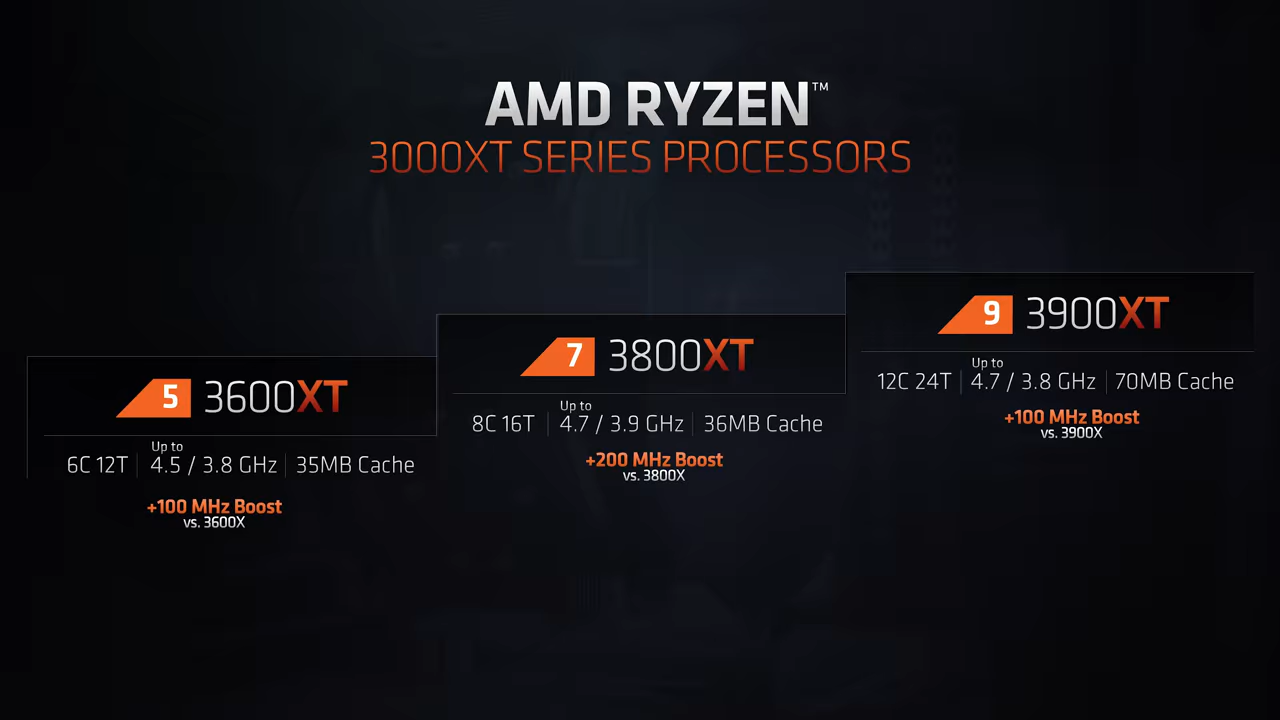 AMD RYZEN™
3000XT SERIES PROCESSORS
5 3600XT
6C 12T
Up to
4.5 / 3.8 GHz
35MB Cache
+100 MHz Boost
vs. 3600X
7 3800XT
8C 16T
Up to
4.7 / 3.9 GHz
36MB Cache
+200 MHz Boost
vs. 3800X
9 3900XT
12C 24T
Up to
4.7 / 3.8 GHz
70MB Cache
+100 MHz Boost
vs. 3900X